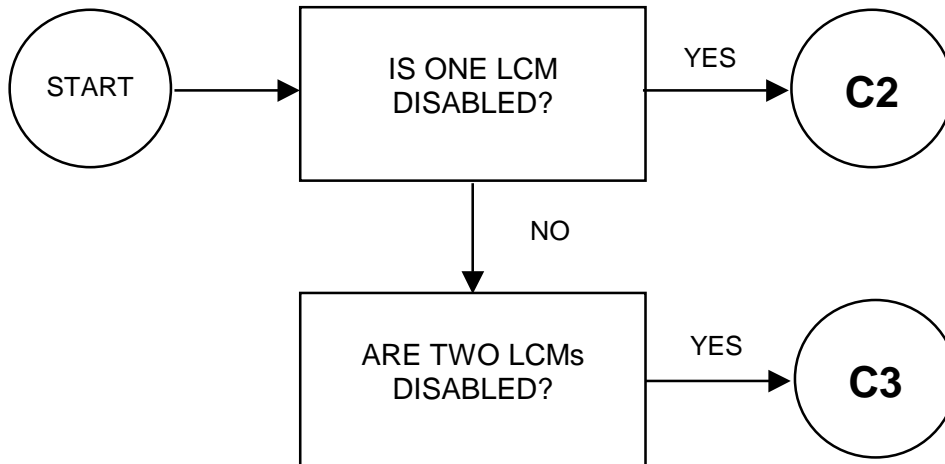 START
IS ONE LCM
DISABLED?
YES
C2
NO
ARE TWO LCMs
DISABLED?
YES
C3